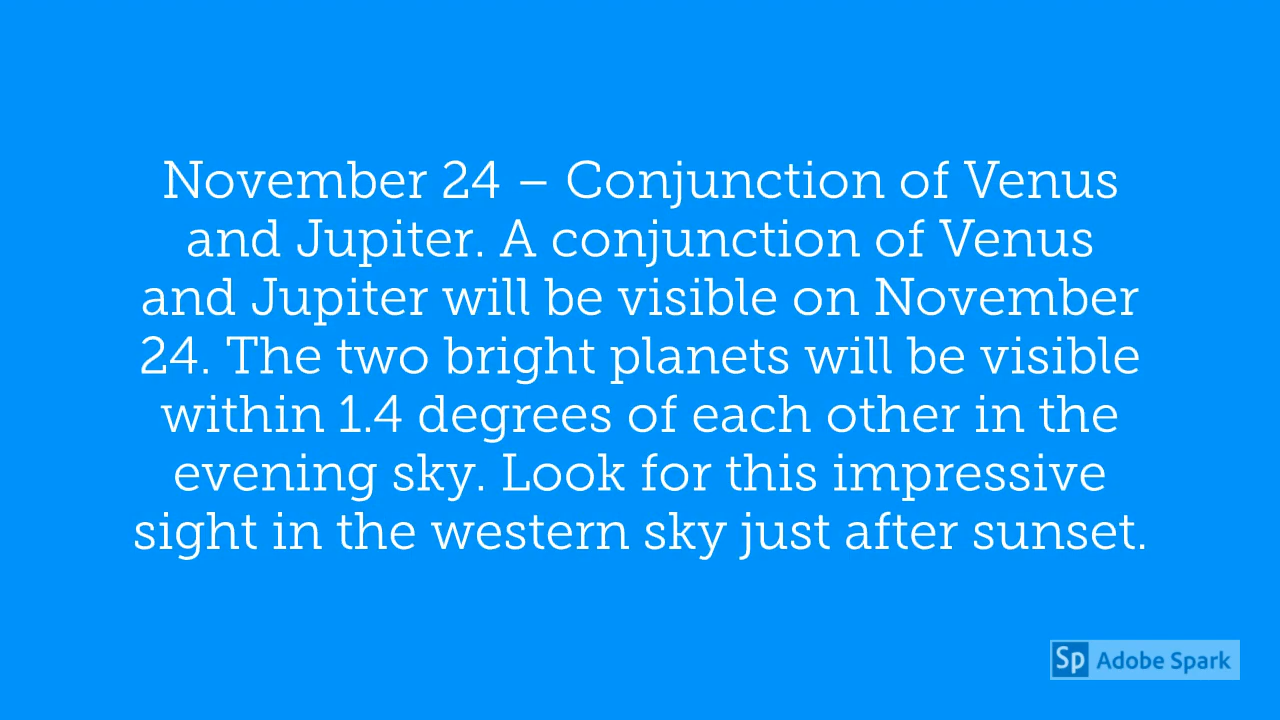 November 24 – Conjunction of Venus
and Jupiter. A conjunction of Venus
and Jupiter will be visible on November
24. The two bright planets will be visible
within 1.4 degrees of each other in the
evening sky. Look for this impressive
sight in the western sky just after sunset.
Sp Adobe Spark